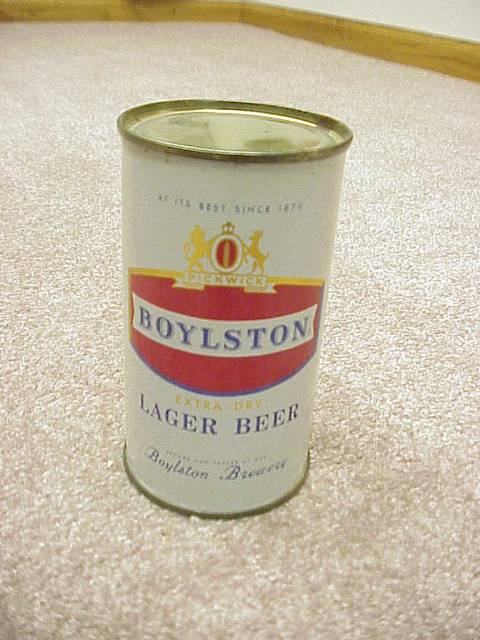 AT ITS BEST SINCE 1870
PICKWICK
BOYLSTON
EXTRA DRY
LAGER BEER
Boylston Brewery